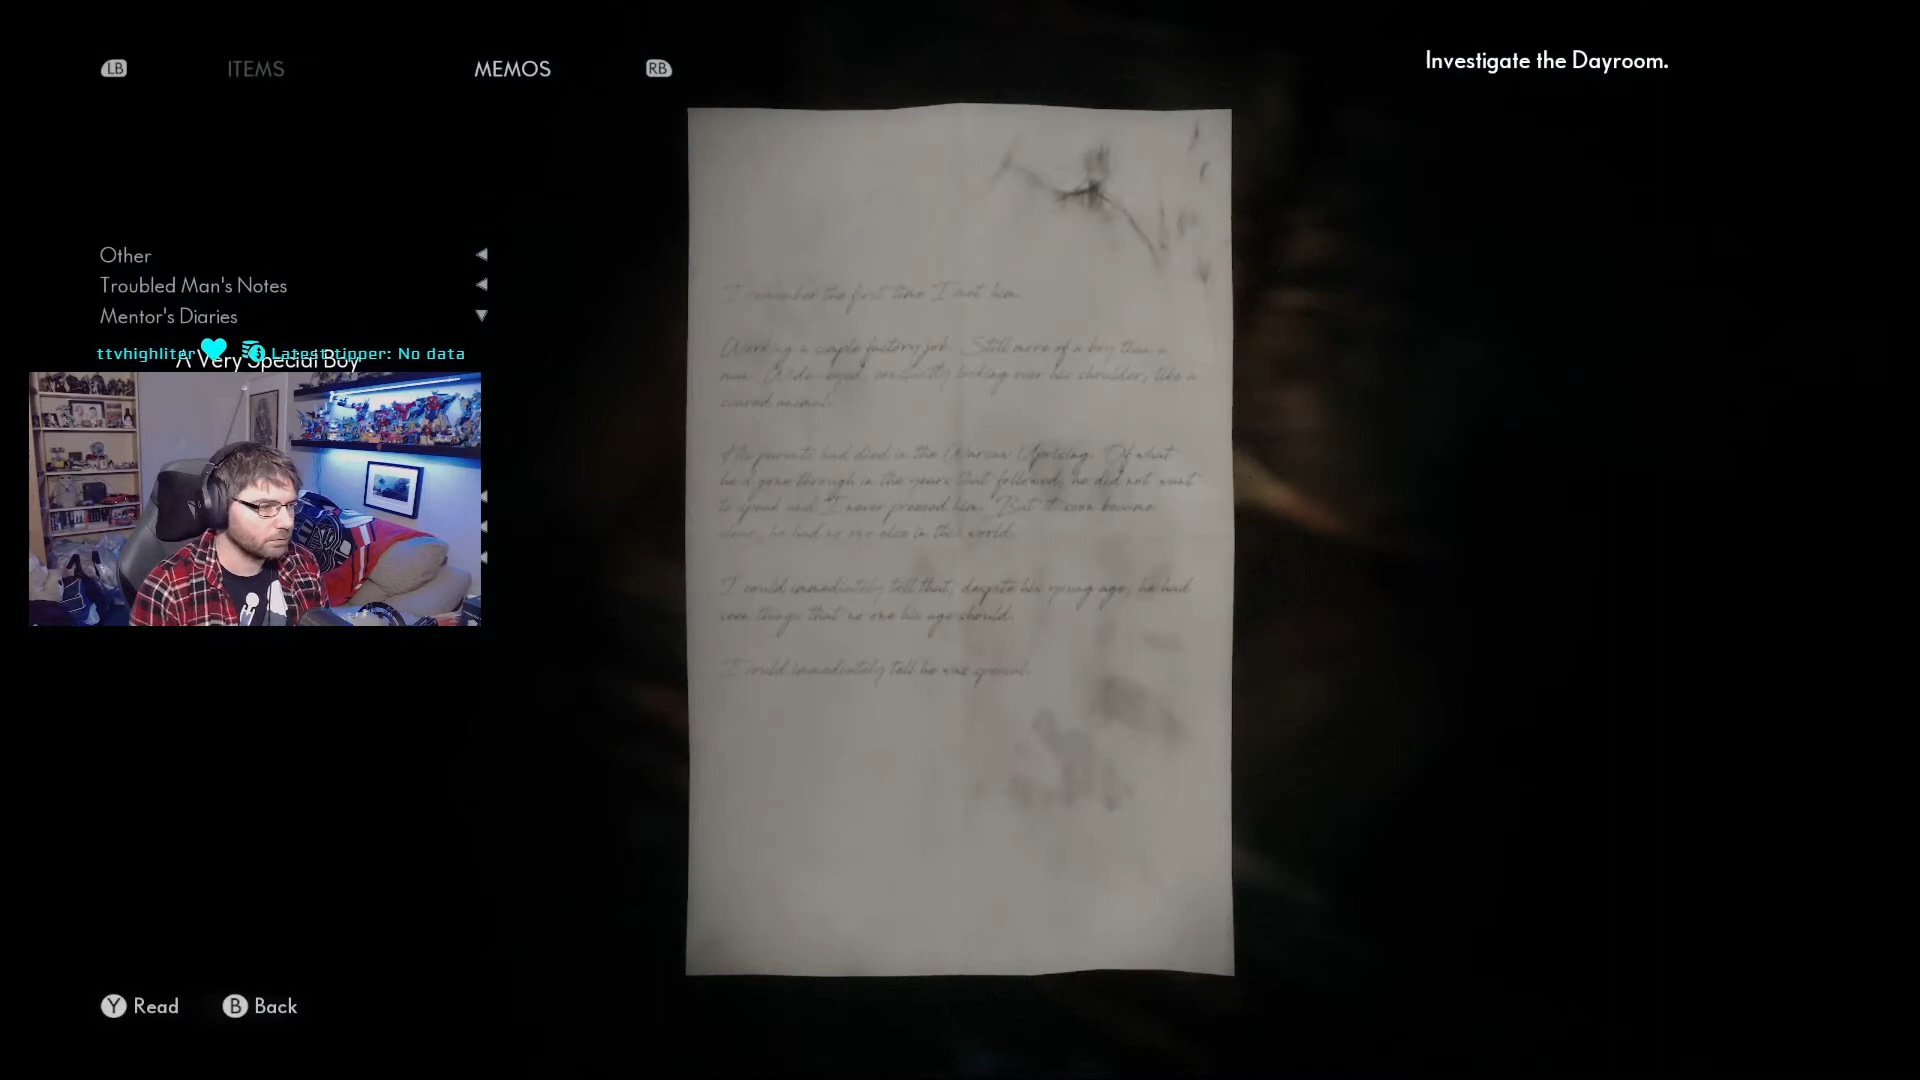 LB
ITEMS
MEMOS
RB
Investigate the Dayroom.
Other
Troubled Man's Notes
Mentor's Diaries
ttvhighliter
Latest tipper: No data
A Very Special Boy
I remember the first time I met him.
Working a simple factory job. Still more of a boy than a
man. Wide-eyed, constantly looking over his shoulder, like a
scared animal.
His parents had died in the Warsaw Uprising. Of what
he'd gone through in the years that followed, he did not want
to speak and I never pressed him. But it soon became
clear, he had no one else in the world.
I could immediately tell that, despite his young age, he had
seen things that no one his age should.
I could immediately tell he was special.
Y Read
B Back